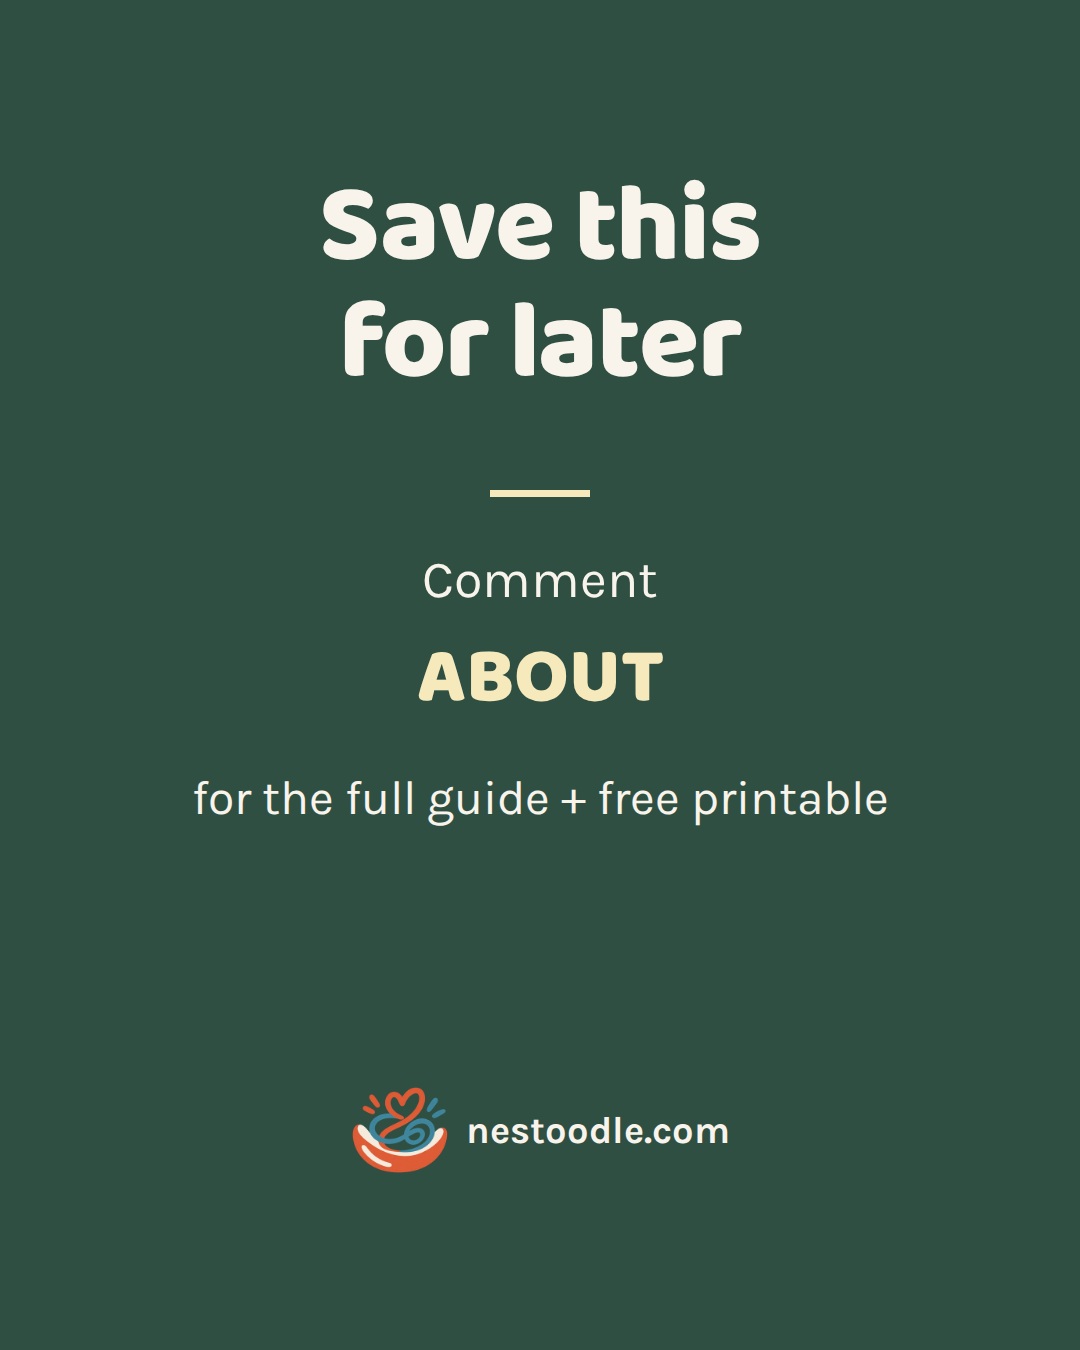 Save this
for later
Comment
ABOUT
for the full guide + free printable
nestoodle.com